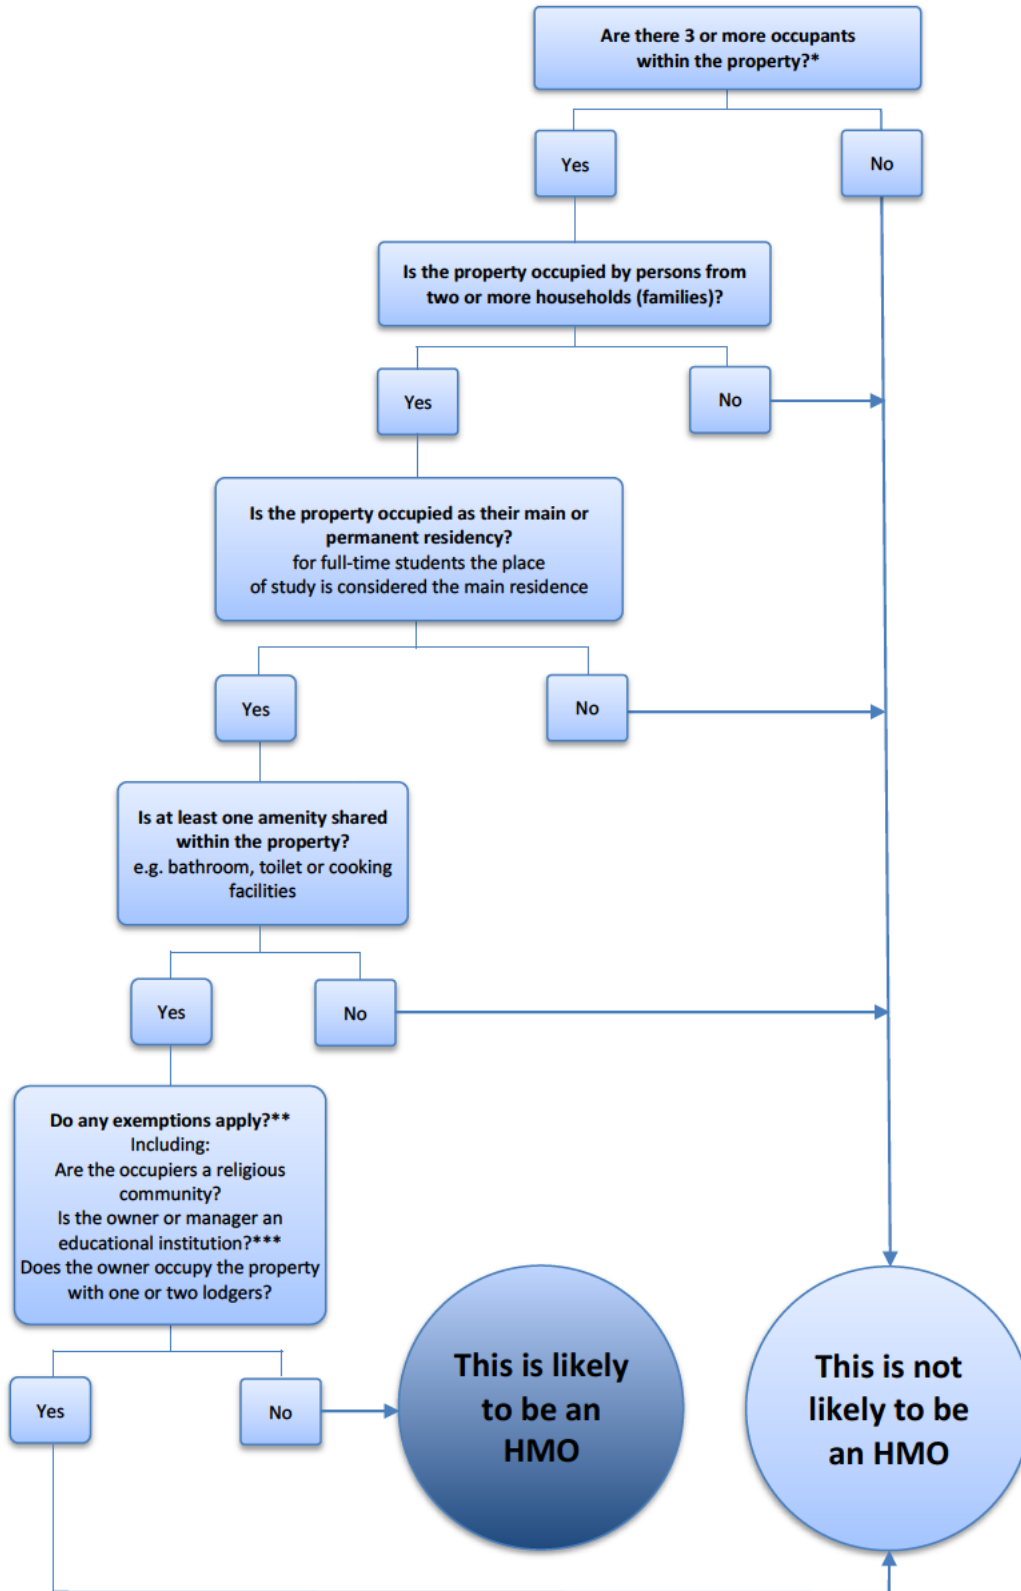 Are there 3 or more occupants
within the property?*
Yes
No
Is the property occupied by persons from
two or more households (families)?
Yes
No
Is the property occupied as their main or
permanent residency?
for full-time students the place
of study is considered the main residence
Yes
No
Is at least one amenity shared
within the property?
e.g. bathroom, toilet or cooking
facilities
Yes
No
Do any exemptions apply?**
Including:
Are the occupiers a religious
community?
Is the owner or manager an
educational institution?***
Does the owner occupy the property
with one or two lodgers?
Yes
No
This is likely
to be an
HMO
This is not
likely to be
an HMO